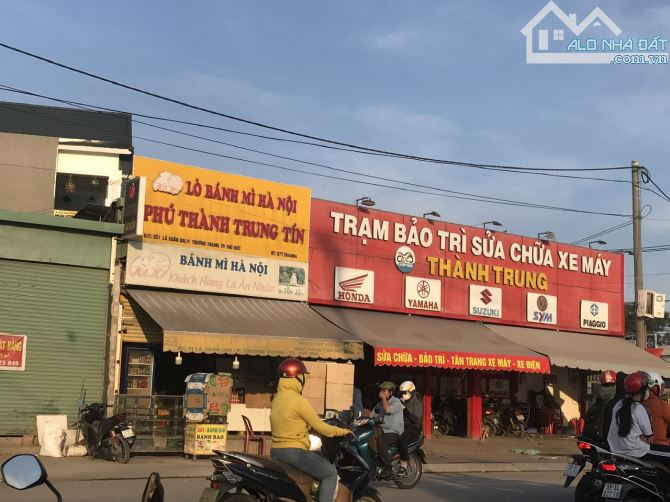 ALO NHÀ ĐẤT
.com.vn
LÒ BÁNH MÌ HÀ NỘI
PHÚ THÀNH TRUNG TÍN
BÁNH MÌ HÀ NỘI
Khách Hàng Là Ân Nhân
TRẠM BẢO TRÌ SỬA CHỮA XE MÁY
THÀNH TRUNG
HONDA
YAMAHA
SUZUKI
SYM
PIAGGIO
SỬA CHỮA - BẢO TRÌ - TÂN TRANG XE MÁY - XE ĐIỆN
BÁNH BAO